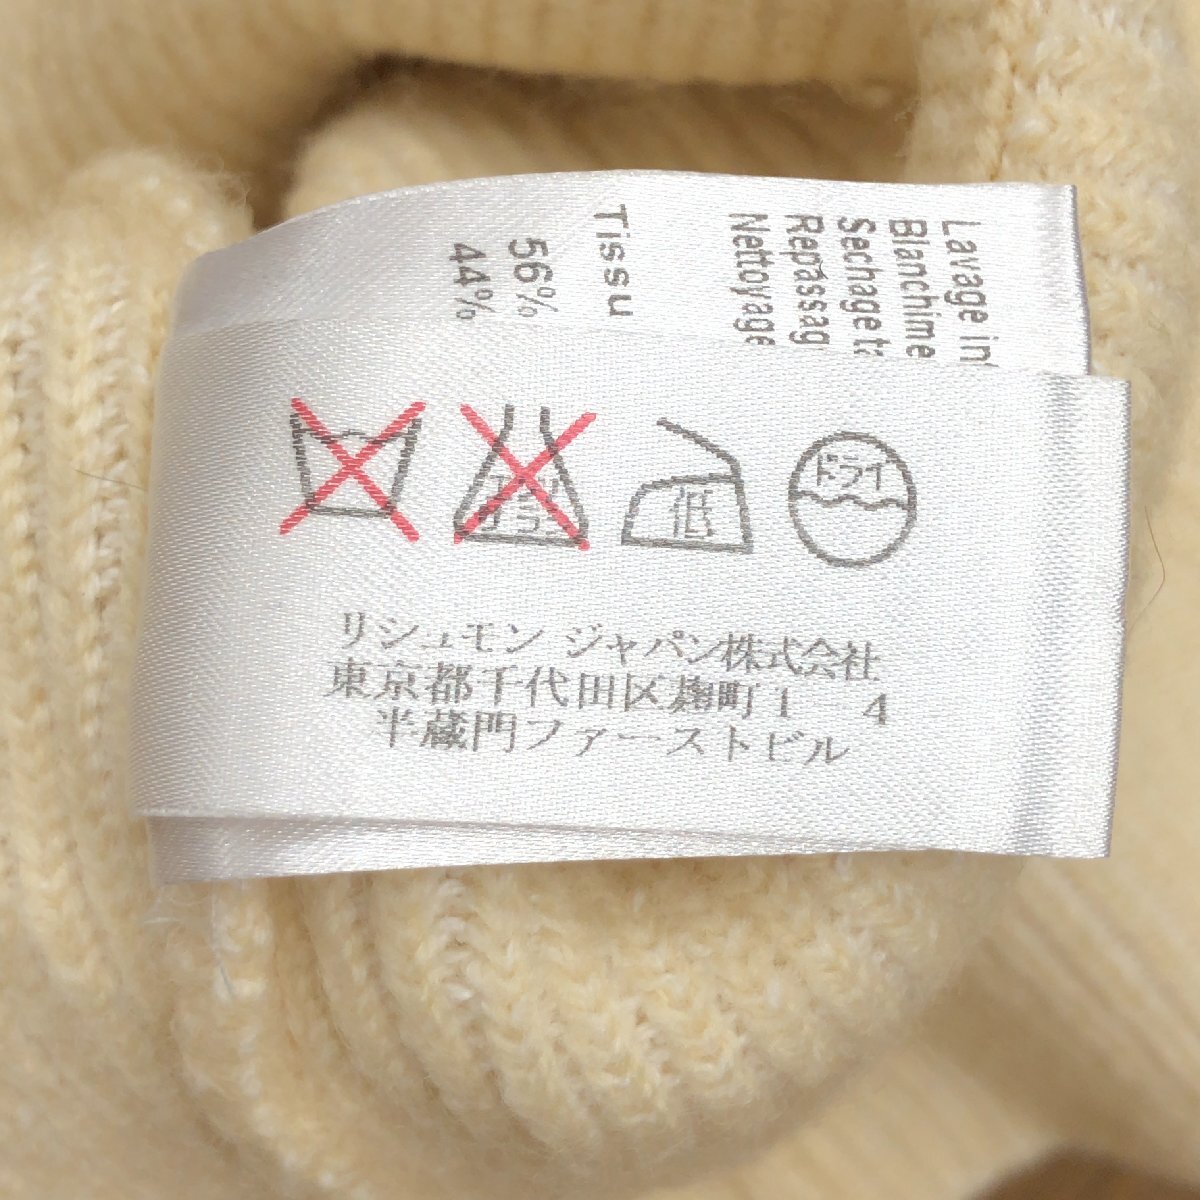 Tissu
56%
44%
Lavage in
Blanchime
Sechage t
Repassag
Nettoyage
低
ドライ
リシュモン ジャパン株式会社
東京都千代田区麹町1-4
半蔵門ファーストビル